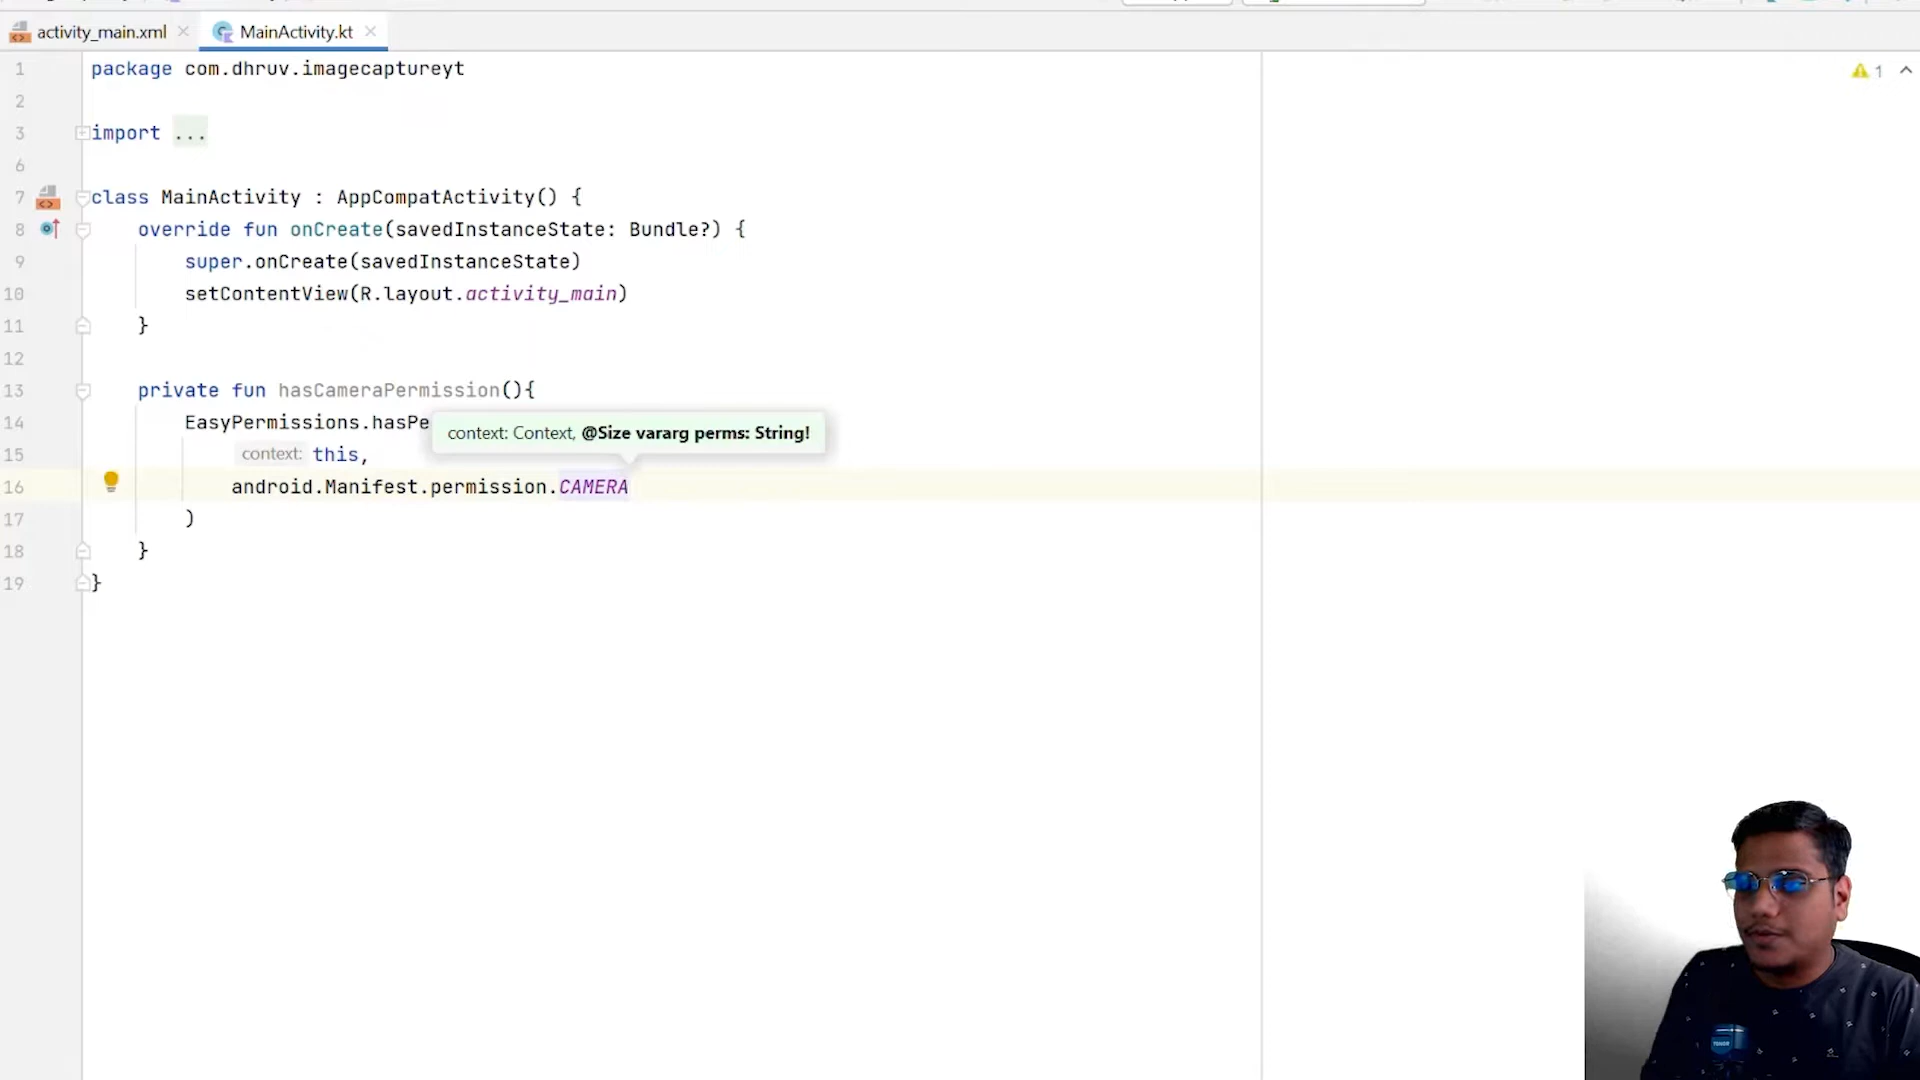 activity_main.xml
MainActivity.kt
1 package com.dhruv.imagecaptureyt
1
2
3 import ...
6
7 class MainActivity : AppCompatActivity() {
8 override fun onCreate(savedInstanceState: Bundle?) {
9 super.onCreate(savedInstanceState)
10 setContentView(R.layout.activity_main)
11 }
12
13 private fun hasCameraPermission(){
14 EasyPermissions.hasPe
context: Context, @Size vararg perms: String!
15 context: this,
16 android.Manifest.permission.CAMERA
17 )
18 }
19 }